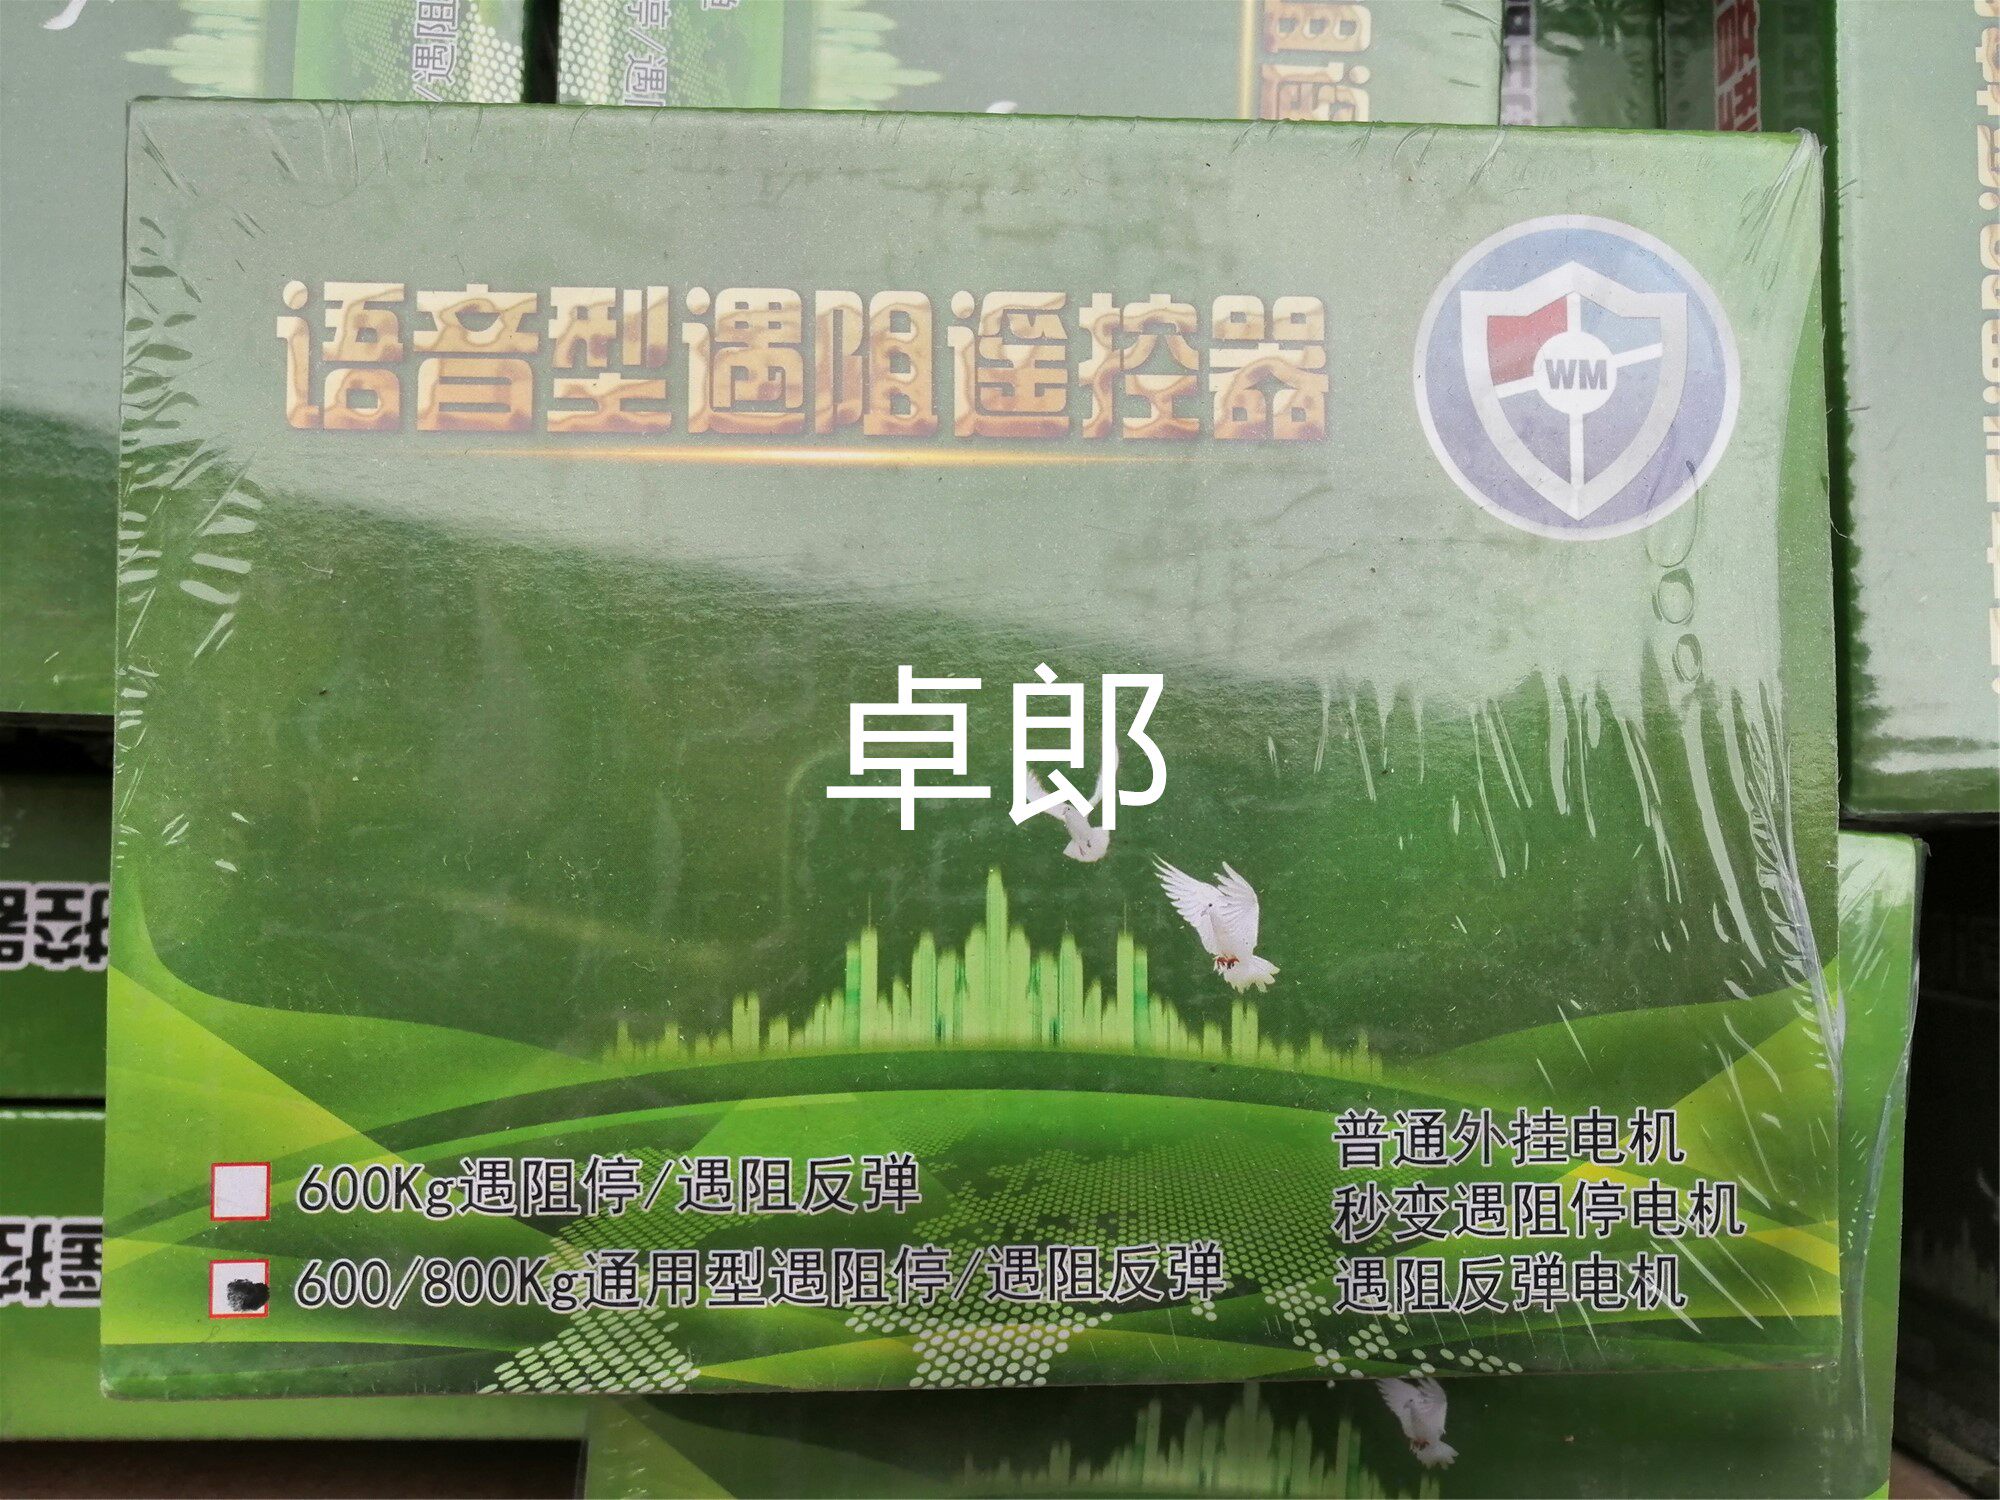 语音型遇阻遥控器
WM
卓郎
600Kg遇阻停/遇阻反弹
600/800Kg通用型遇阻停/遇阻反弹
普通外挂电机
秒变遇阻停电机
遇阻反弹电机